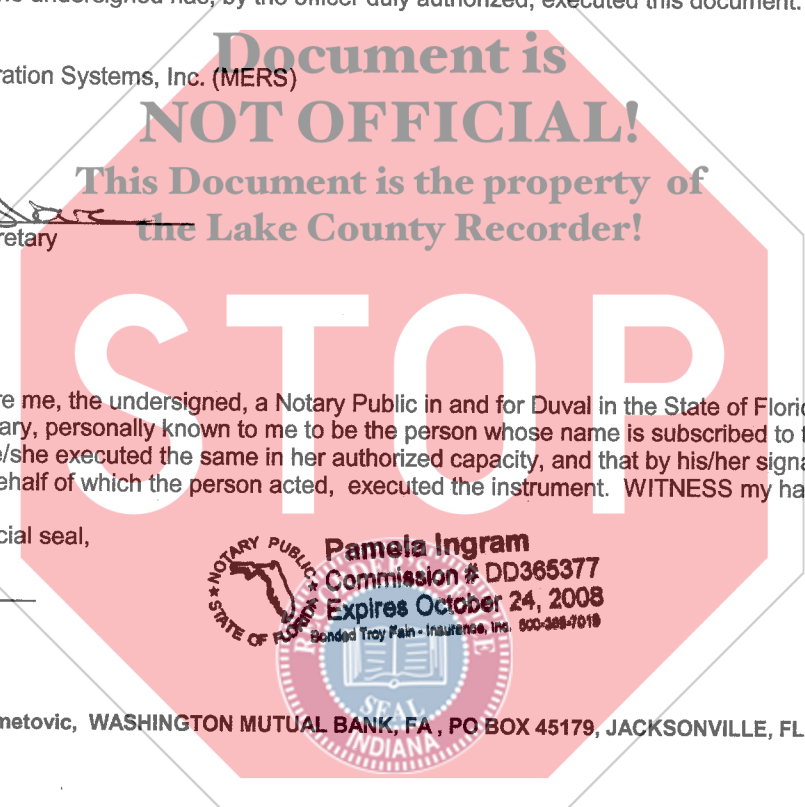 the undersigned has, by the officer duly authorized, executed this document.
Document is
ration Systems, Inc. (MERS)
NOT OFFICIAL!
This Document is the property of
the Lake County Recorder!
retary
STOP
re me, the undersigned, a Notary Public in and for Duval in the State of Florid
ary, personally known to me to be the person whose name is subscribed to t
e/she executed the same in her authorized capacity, and that by his/her signa
ehalf of which the person acted, executed the instrument. WITNESS my ha
cial seal,
NOTARY PUBLIC
STATE OF FLORIDA
Pamela Ingram
Commission # DD365377
Expires October 24, 2008
Bonded Troy Fain - Insurance, Inc.
RECORDER'S OFFICE
SEAL
INDIANA
metovic, WASHINGTON MUTUAL BANK, FA , PO BOX 45179, JACKSONVILLE, FL